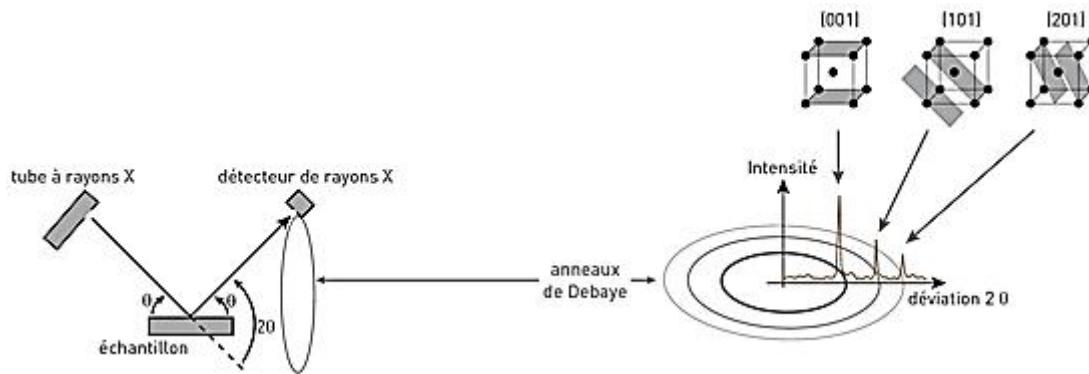 [001]
[101]
[201]
tube à rayons X
détecteur de rayons X
Intensité
anneaux
de Debaye
déviation 2 θ
θ
θ
2θ
échantillon